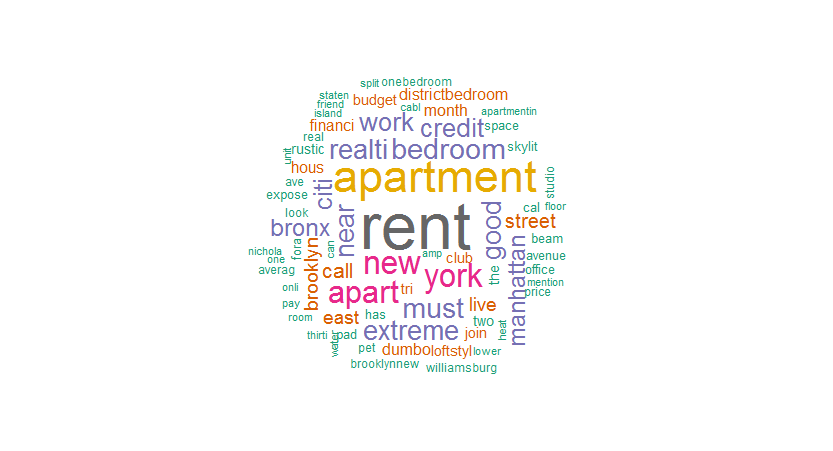 split onebedroom
staten budget districtbedroom
friend cabl month apartmentin
island
financi work credit space
real
unit rustic realti bedroom skylit
hous apartment studio
ave citi
expose cal floor
look near rent good street
bronx beam
nichola fora can manhattan avenue
one brooklyn new amp club office
averag call york the mention
onli apart tri price
pay has must live
room east two heat
thirti water pad extreme join
pet dumbo loftstyl lower
brooklynnew williamsburg